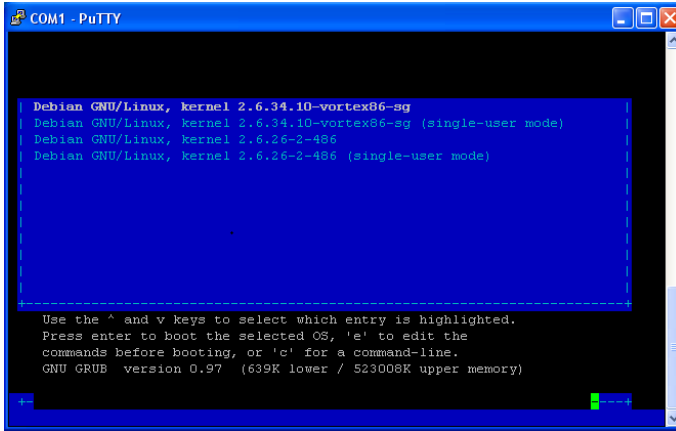 COM1 - PuTTY
Debian GNU/Linux, kernel 2.6.34.10-vortex86-sg
Debian GNU/Linux, kernel 2.6.34.10-vortex86-sg (single-user mode)
Debian GNU/Linux, kernel 2.6.26-2-486
Debian GNU/Linux, kernel 2.6.26-2-486 (single-user mode)
Use the ^ and v keys to select which entry is highlighted.
Press enter to boot the selected OS, 'e' to edit the
commands before booting, or 'c' for a command-line.
GNU GRUB version 0.97 (639K lower / 523008K upper memory)